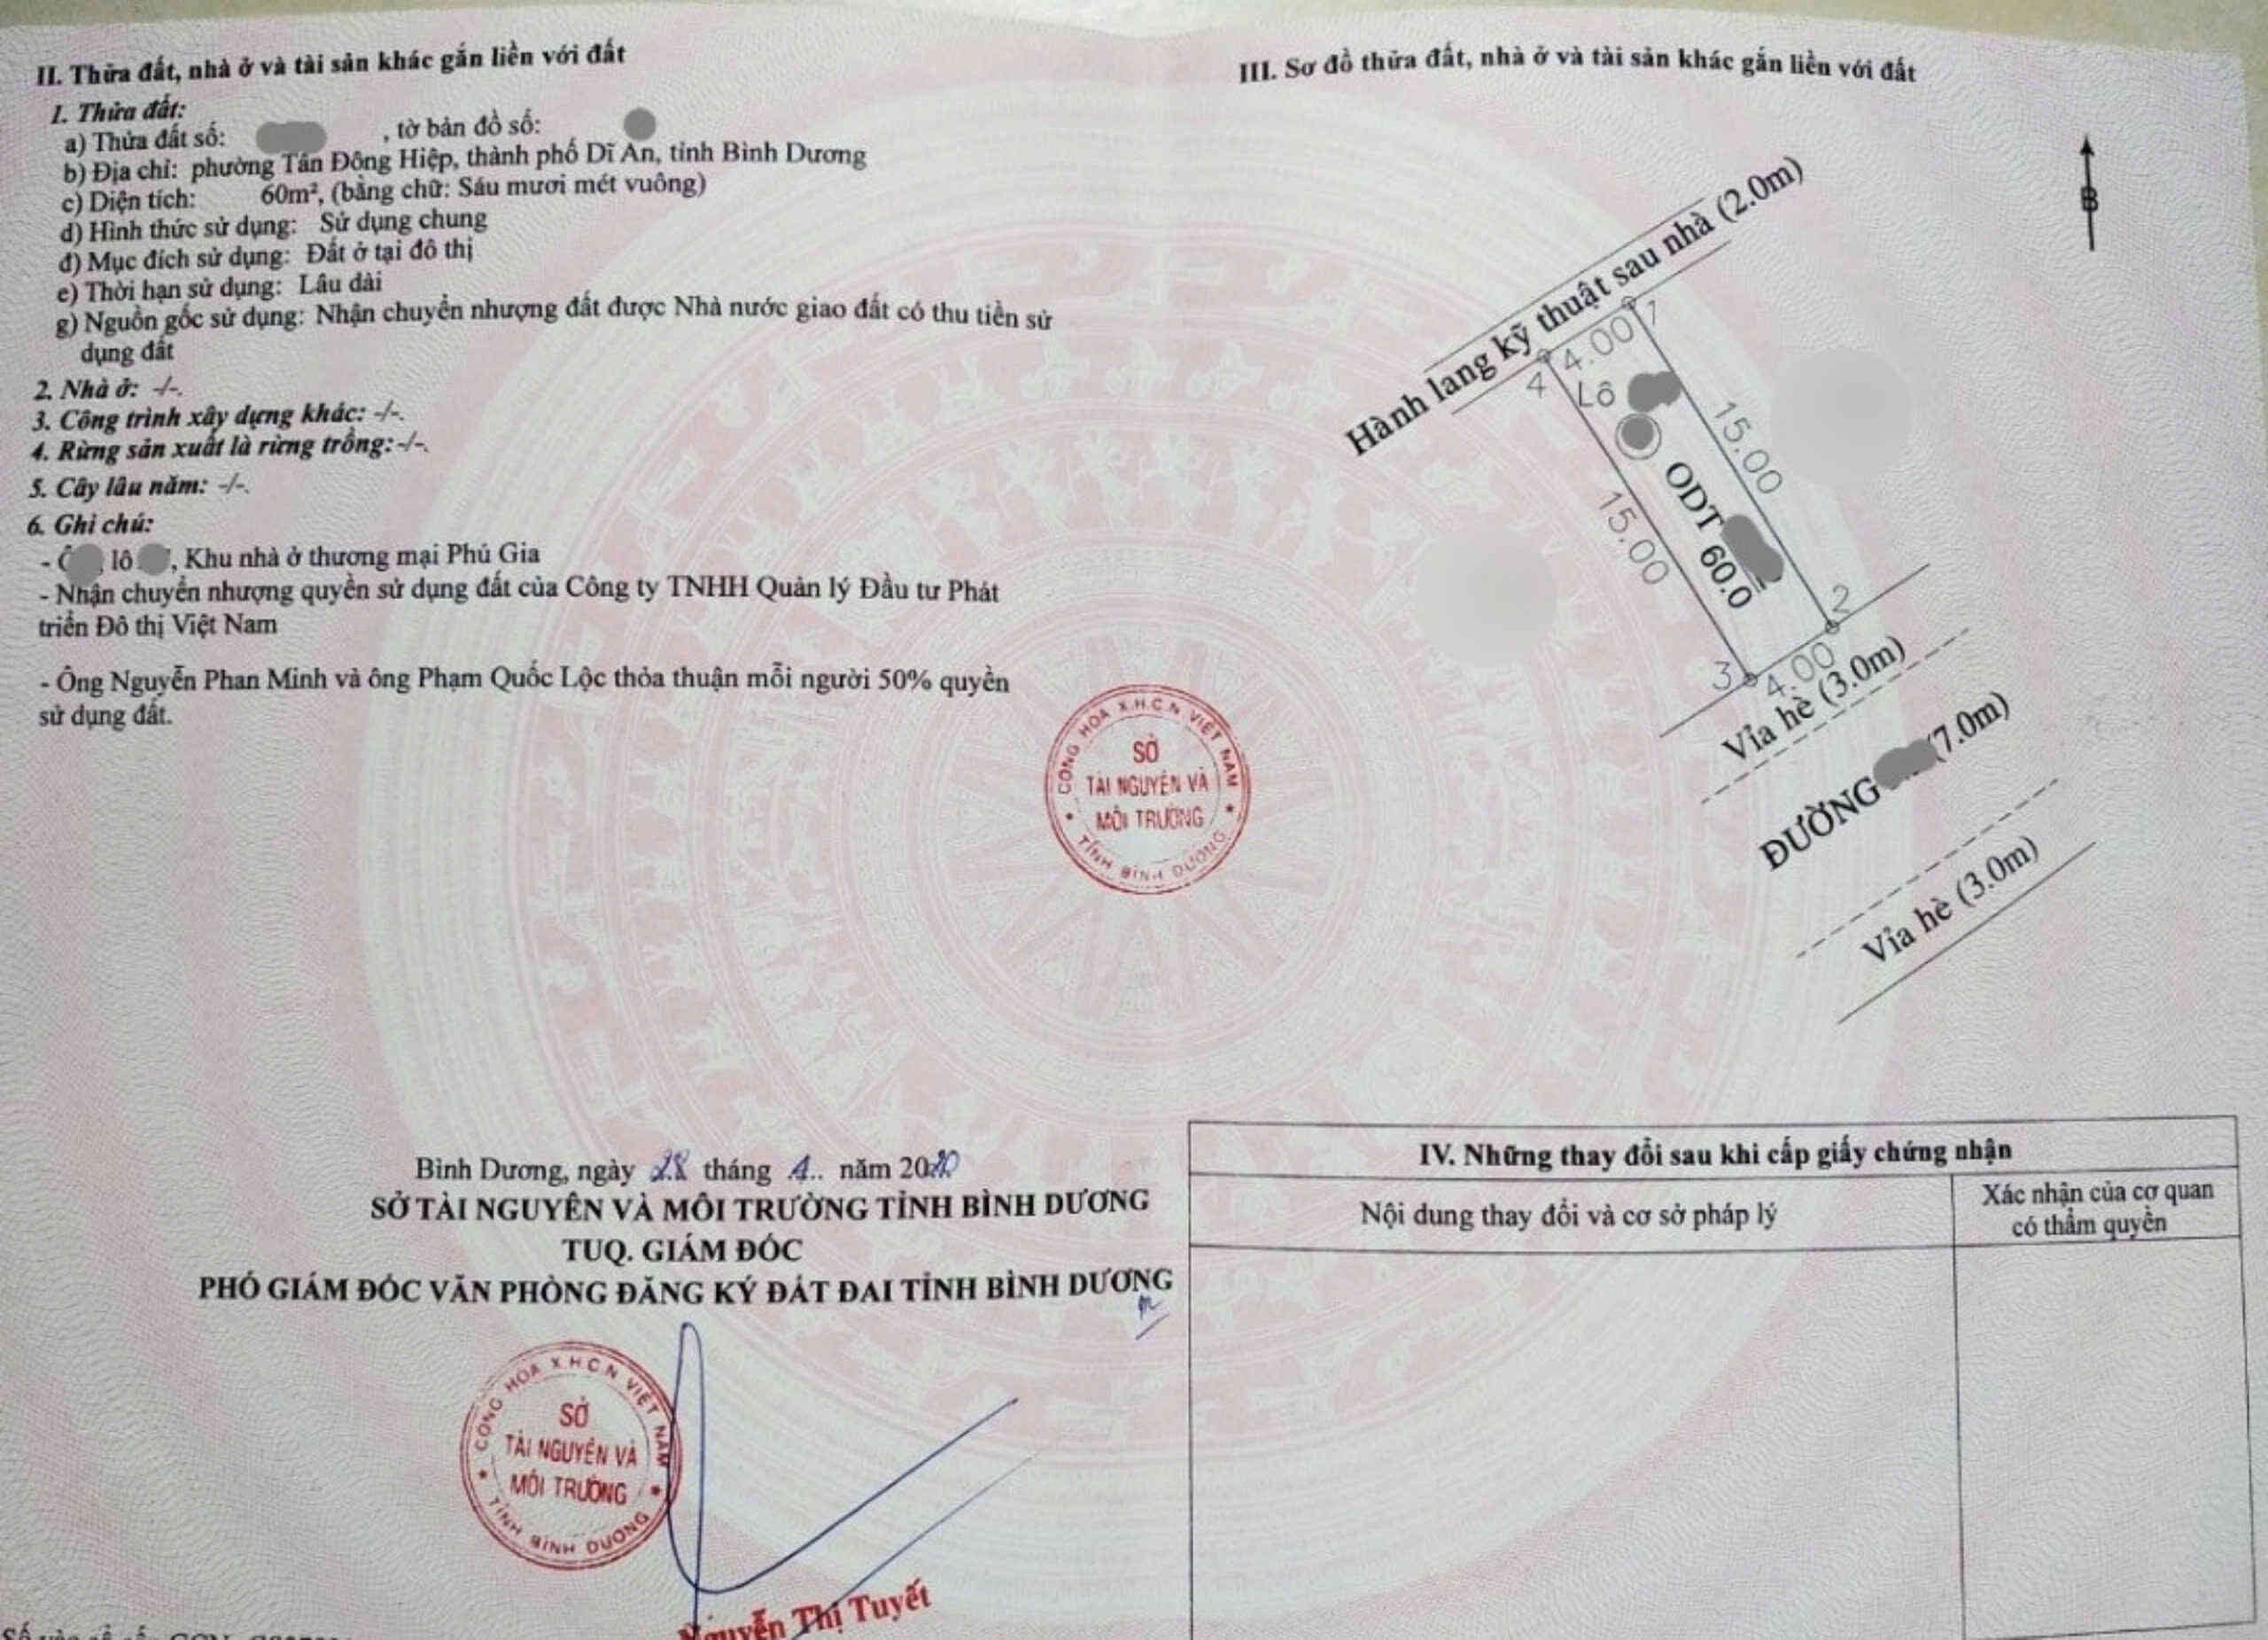 II. Thửa đất, nhà ở và tài sản khác gắn liền với đất
1. Thửa đất:
a) Thửa đất số: , tờ bản đồ số:
b) Địa chỉ: phường Tân Đông Hiệp, thành phố Dĩ An, tỉnh Bình Dương
c) Diện tích: 60m², (bằng chữ: Sáu mươi mét vuông)
d) Hình thức sử dụng: Sử dụng chung
đ) Mục đích sử dụng: Đất ở tại đô thị
e) Thời hạn sử dụng: Lâu dài
g) Nguồn gốc sử dụng: Nhận chuyển nhượng đất được Nhà nước giao đất có thu tiền sử
dụng đất
2. Nhà ở: -/-.
3. Công trình xây dựng khác: -/-.
4. Rừng sản xuất là rừng trồng: -/-.
5. Cây lâu năm: -/-.
6. Ghi chú:
- lô , Khu nhà ở thương mại Phú Gia
- Nhận chuyển nhượng quyền sử dụng đất của Công ty TNHH Quản lý Đầu tư Phát
triển Đô thị Việt Nam
- Ông Nguyễn Phan Minh và ông Phạm Quốc Lộc thỏa thuận mỗi người 50% quyền
sử dụng đất.
CỘNG HÒA X.H.C.N VIỆT NAM
SỞ
TÀI NGUYÊN VÀ
MÔI TRƯỜNG
TỈNH BÌNH DƯƠNG
Bình Dương, ngày 28 tháng 4 năm 2020
SỞ TÀI NGUYÊN VÀ MÔI TRƯỜNG TỈNH BÌNH DƯƠNG
TUQ. GIÁM ĐỐC
PHÓ GIÁM ĐỐC VĂN PHÒNG ĐĂNG KÝ ĐẤT ĐAI TỈNH BÌNH DƯƠNG
CỘNG HÒA X.H.C.N VIỆT NAM
SỞ
TÀI NGUYÊN VÀ
MÔI TRƯỜNG
TỈNH BÌNH DƯƠNG
Nguyễn Thị Tuyết
III. Sơ đồ thửa đất, nhà ở và tài sản khác gắn liền với đất
B
Hành lang kỹ thuật sau nhà (2.0m)
1
4.00
4
Lô
15.00
15.00
ODT
60.0
2
3
4.00
Vỉa hè (3.0m)
ĐƯỜNG (7.0m)
Vỉa hè (3.0m)
IV. Những thay đổi sau khi cấp giấy chứng nhận
Nội dung thay đổi và cơ sở pháp lý
Xác nhận của cơ quan
có thẩm quyền